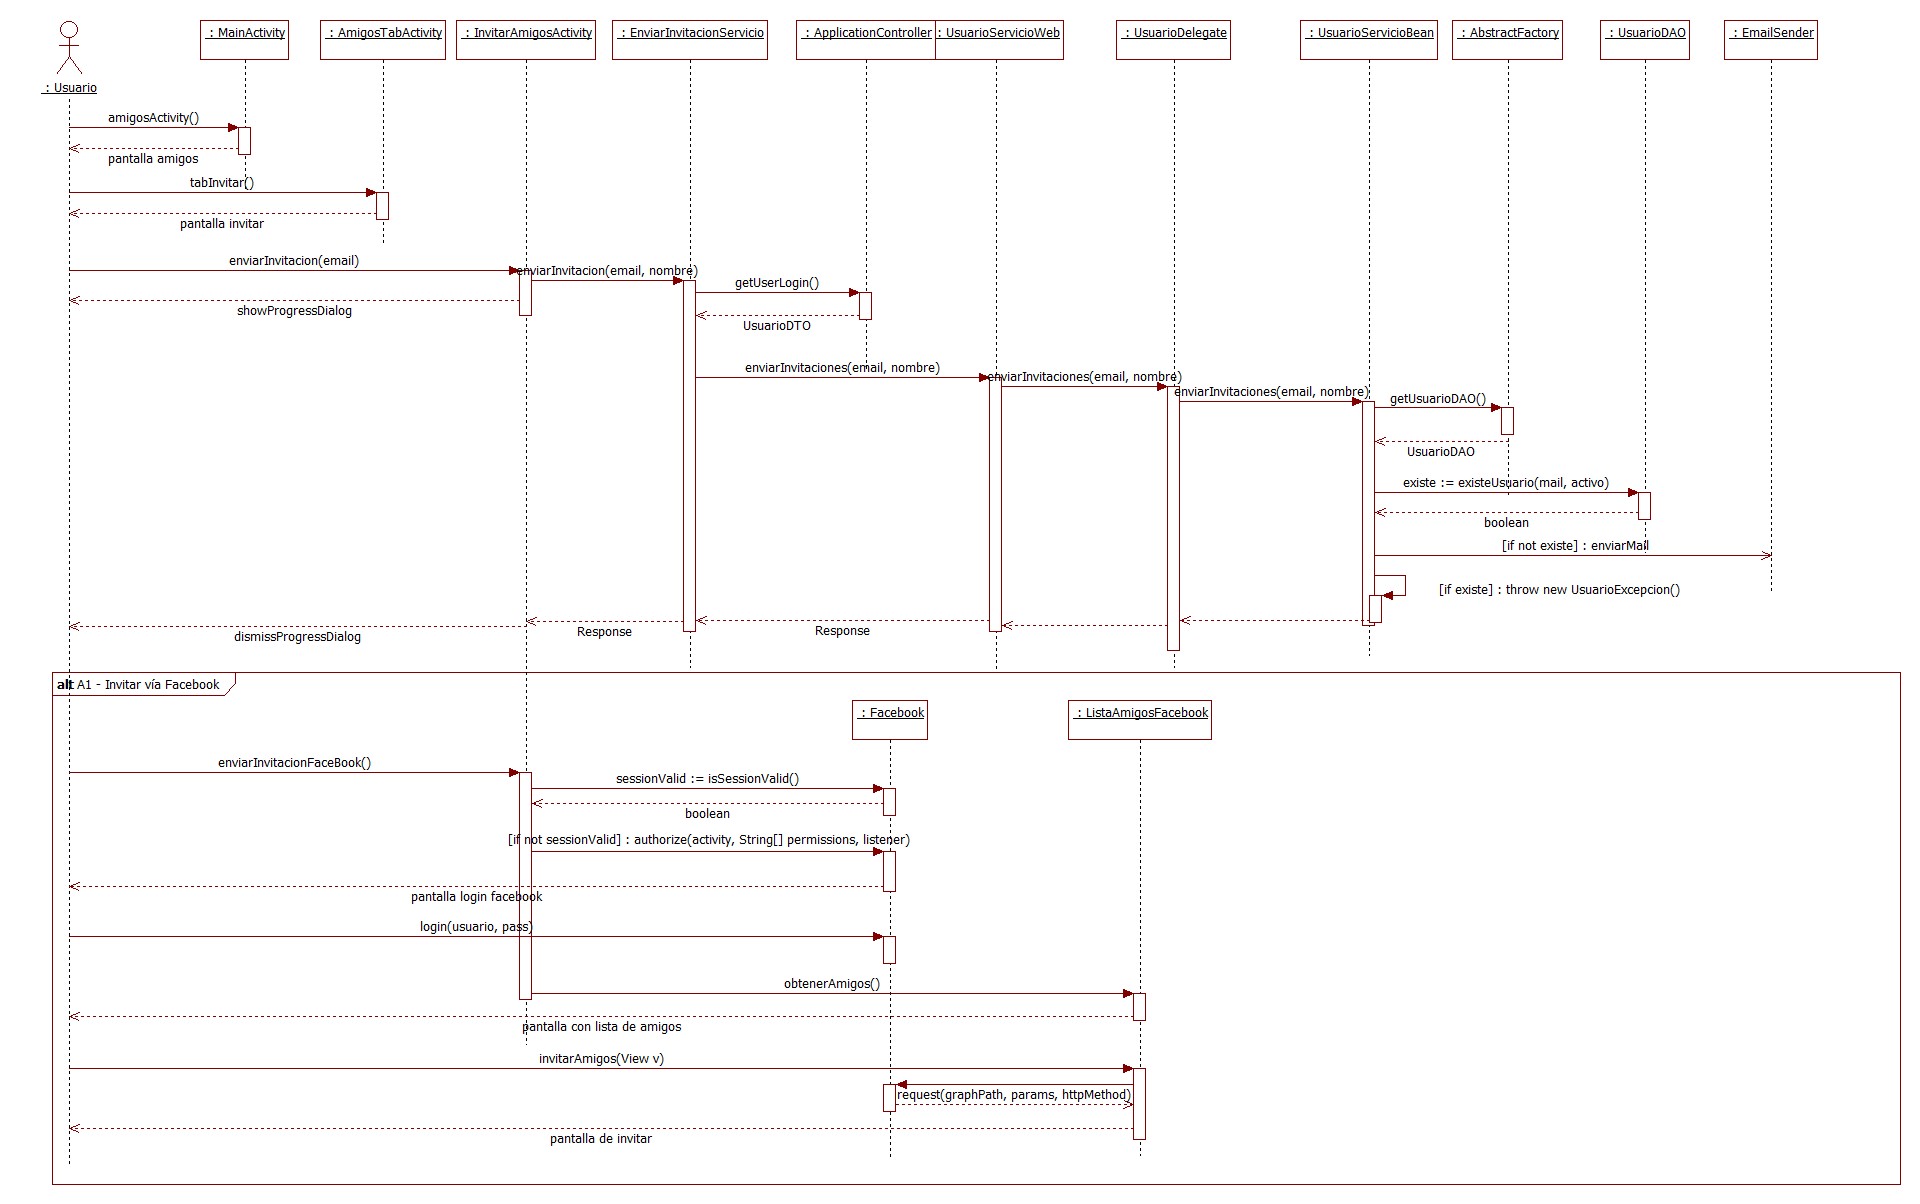 : MainActivity
: AmigosTabActivity
: InvitarAmigosActivity
: EnviarInvitacionServicio
: ApplicationController
: UsuarioServicioWeb
: UsuarioDelegate
: UsuarioServicioBean
: AbstractFactory
: UsuarioDAO
: EmailSender
: Usuario
amigosActivity()
pantalla amigos
tabInvitar()
pantalla invitar
enviarInvitacion(email)
enviarInvitacion(email, nombre)
getUserLogin()
showProgressDialog
UsuarioDTO
enviarInvitaciones(email, nombre)
enviarInvitaciones(email, nombre)
enviarInvitaciones(email, nombre)
getUsuarioDAO()
UsuarioDAO
existe := existeUsuario(mail, activo)
boolean
[if not existe] : enviarMail
[if existe] : throw new UsuarioExcepcion()
Response
Response
dismissProgressDialog
alt A1 - Invitar vía Facebook
: Facebook
: ListaAmigosFacebook
enviarInvitacionFaceBook()
sessionValid := isSessionValid()
boolean
[if not sessionValid] : authorize(activity, String[] permissions, listener)
pantalla login facebook
login(usuario, pass)
obtenerAmigos()
pantalla con lista de amigos
invitarAmigos(View v)
request(graphPath, params, httpMethod)
pantalla de invitar